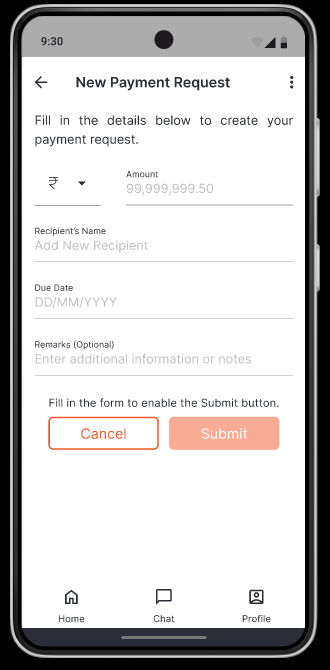 9:30
New Payment Request
Fill in the details below to create your
payment request.
Amount
₹ 99,999,999.50
Recipient's Name
Add New Recipient
Due Date
DD/MM/YYYY
Remarks (Optional)
Enter additional information or notes
Fill in the form to enable the Submit button.
Cancel Submit
Home Chat Profile